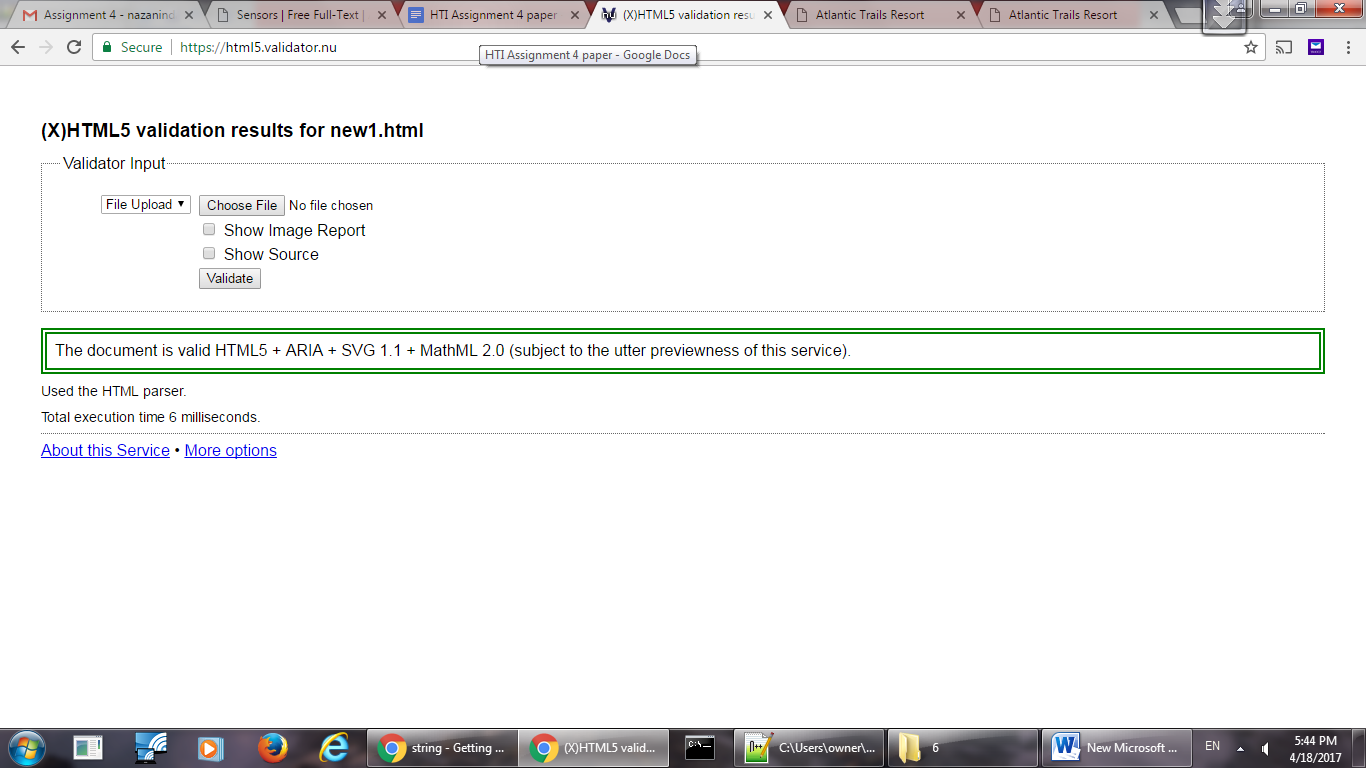 Assignment 4 - nazanind
Sensors | Free Full-Text |
HTI Assignment 4 paper
(X)HTML5 validation resu
Atlantic Trails Resort
Atlantic Trails Resort
Secure
https://html5.validator.nu
HTI Assignment 4 paper - Google Docs
(X)HTML5 validation results for new1.html
Validator Input
File Upload Choose File No file chosen
Show Image Report
Show Source
Validate
The document is valid HTML5 + ARIA + SVG 1.1 + MathML 2.0 (subject to the utter previewness of this service).
Used the HTML parser.
Total execution time 6 milliseconds.
About this Service • More options
string - Getting ...
(X)HTML5 valid...
C:\Users\owner\...
6
New Microsoft ...
EN
5:44 PM
4/18/2017